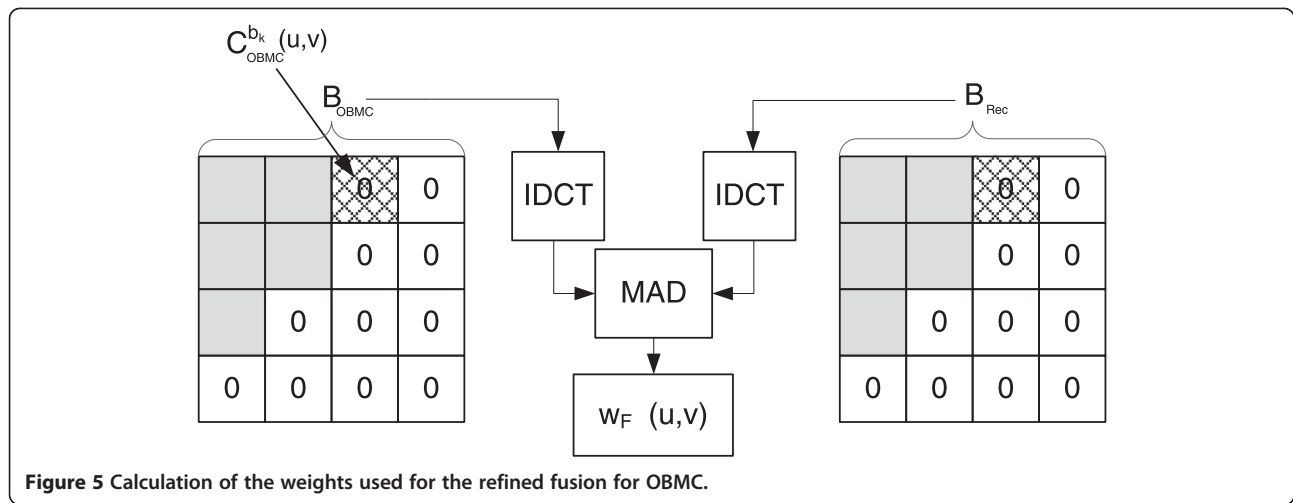 C^{b_k}_{OBMC} (u,v)
B_{OBMC}
B_{Rec}
0 0
0 0
0 0 0
0 0 0 0
IDCT
IDCT
MAD
w_F (u,v)
0 0
0 0
0 0 0
0 0 0 0
Figure 5 Calculation of the weights used for the refined fusion for OBMC.